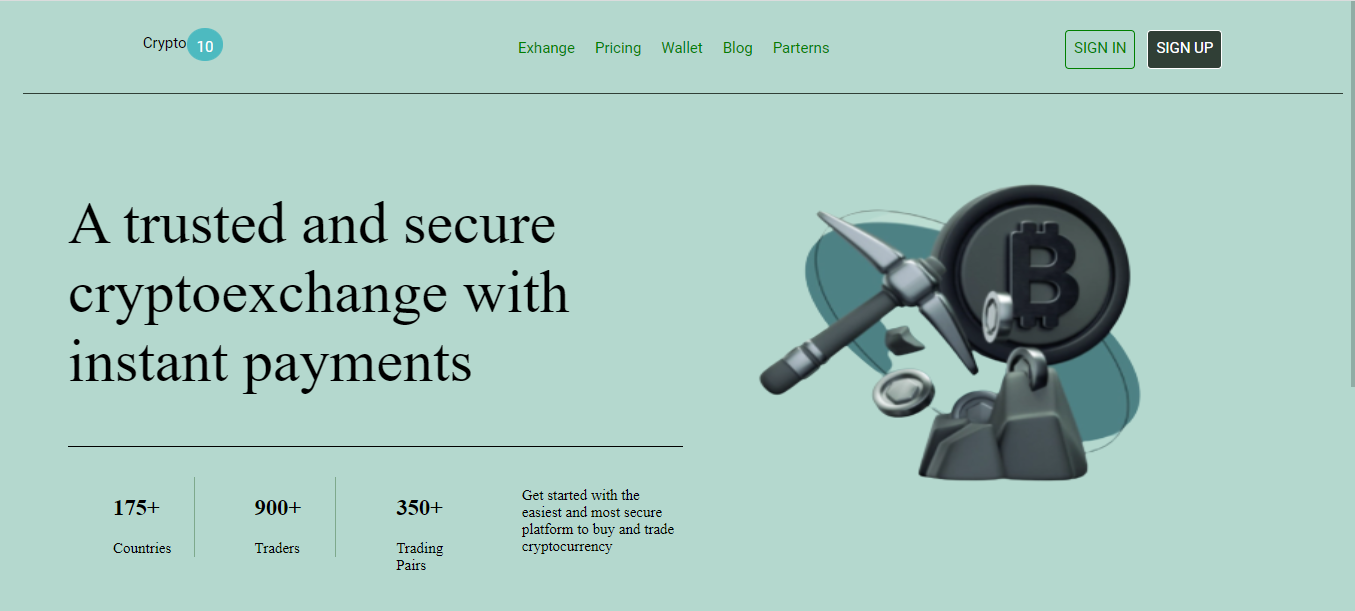 Crypto 10
Exhange Pricing Wallet Blog Parterns
SIGN IN SIGN UP
A trusted and secure
cryptoexchange with
instant payments
175+
Countries
900+
Traders
350+
Trading
Pairs
Get started with the
easiest and most secure
platform to buy and trade
cryptocurrency